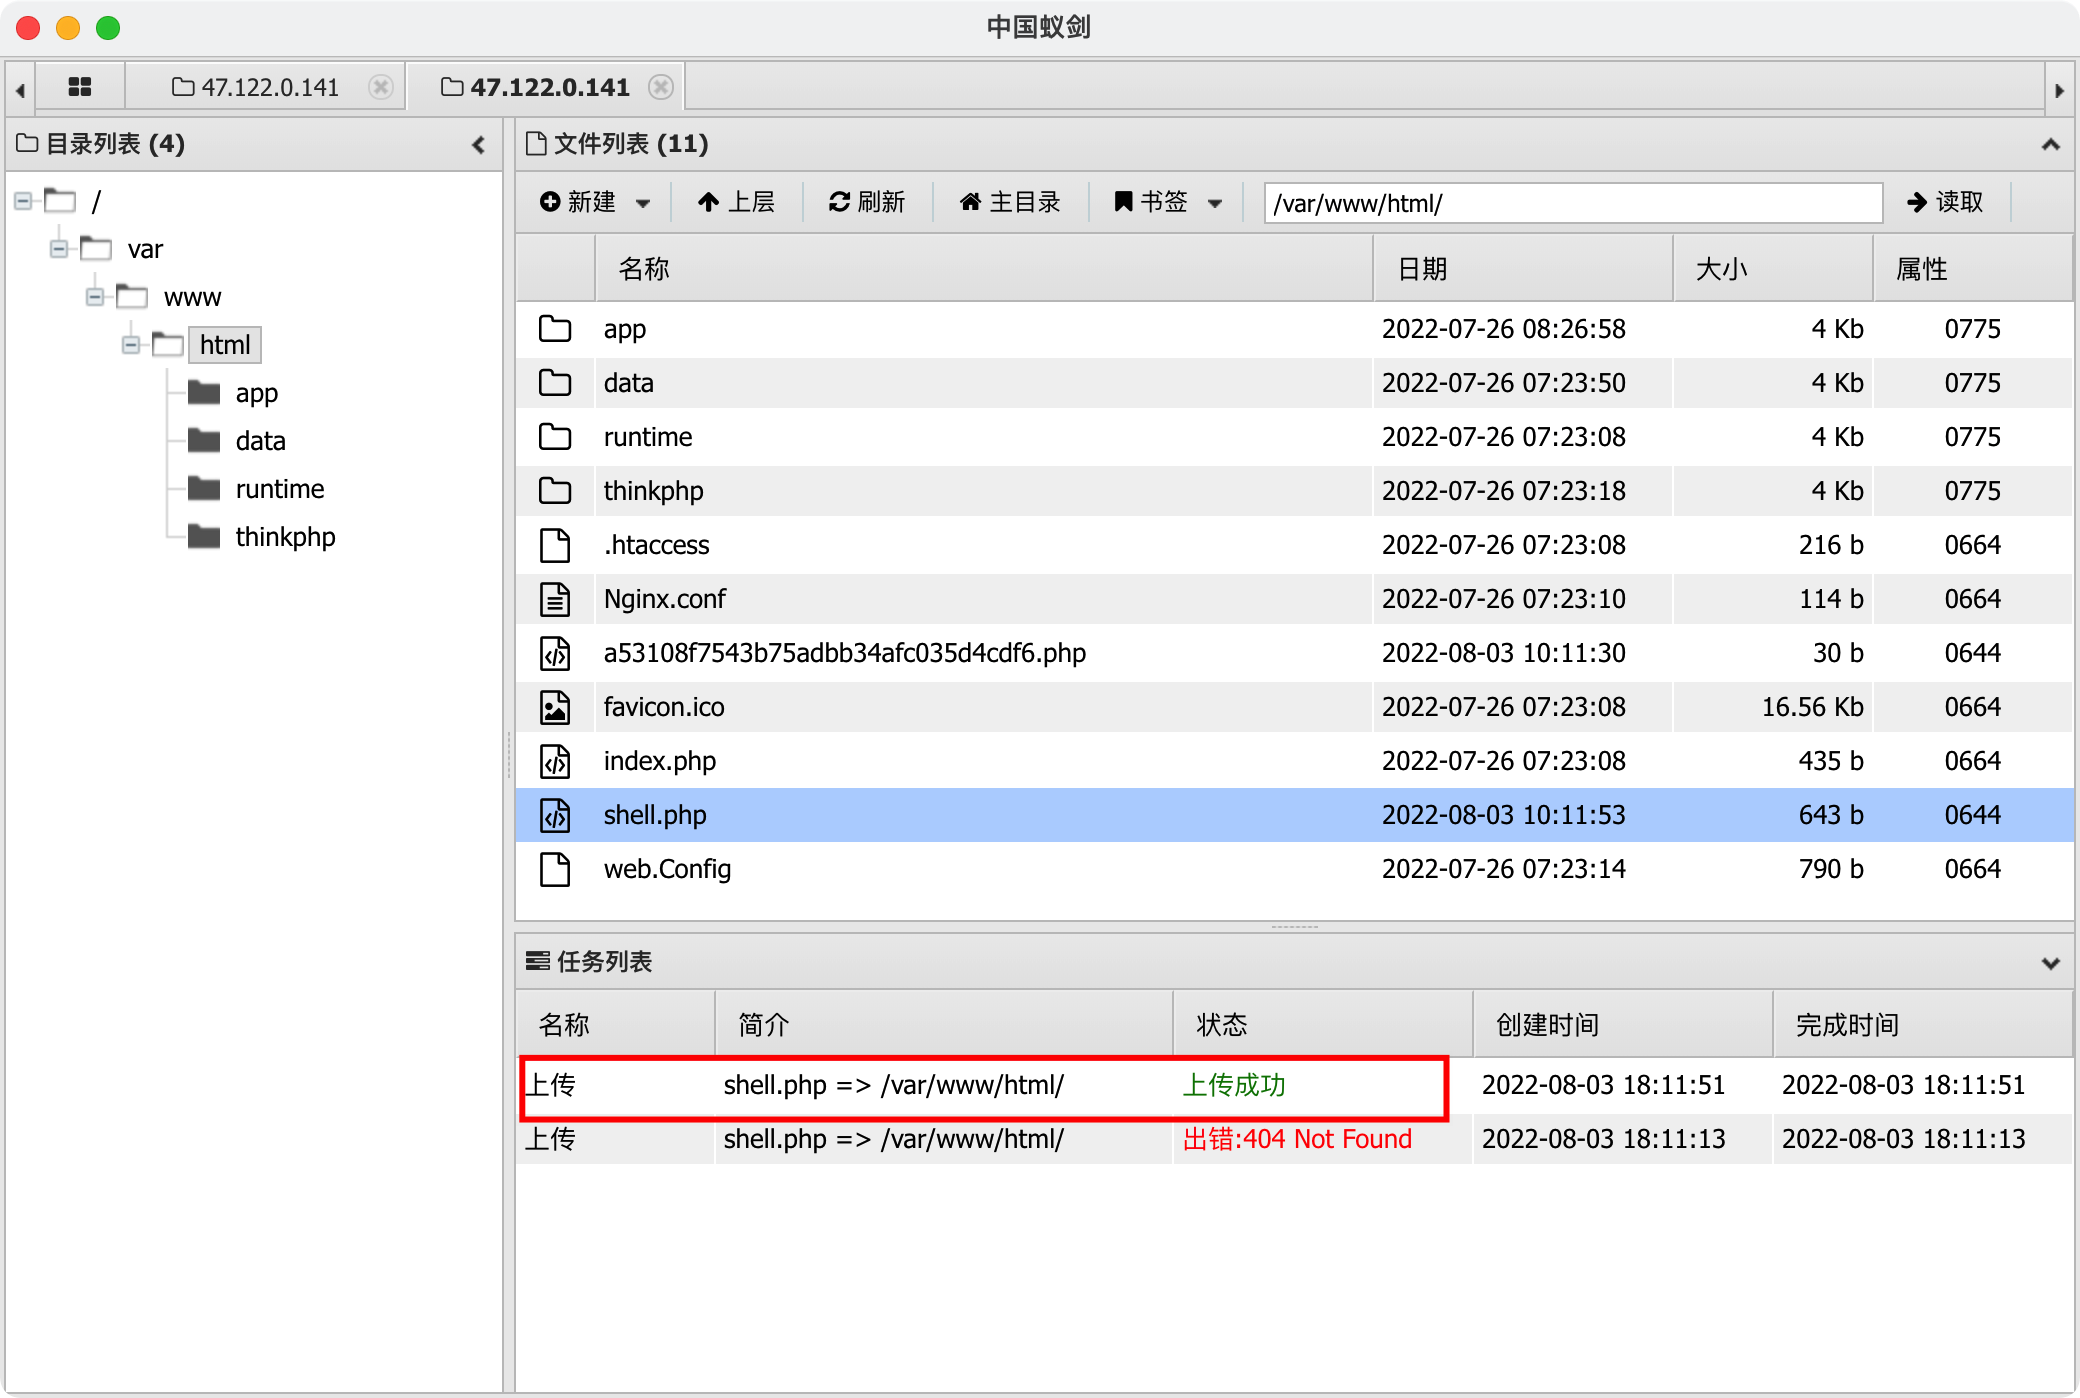 中国蚁剑
47.122.0.141
47.122.0.141
目录列表 (4)
/
var
www
html
app
data
runtime
thinkphp
文件列表 (11)
新建 上层 刷新 主目录 书签 /var/www/html/ 读取
名称 日期 大小 属性
app 2022-07-26 08:26:58 4 Kb 0775
data 2022-07-26 07:23:50 4 Kb 0775
runtime 2022-07-26 07:23:08 4 Kb 0775
thinkphp 2022-07-26 07:23:18 4 Kb 0775
.htaccess 2022-07-26 07:23:08 216 b 0664
Nginx.conf 2022-07-26 07:23:10 114 b 0664
a53108f7543b75adbb34afc035d4cdf6.php 2022-08-03 10:11:30 30 b 0644
favicon.ico 2022-07-26 07:23:08 16.56 Kb 0664
index.php 2022-07-26 07:23:08 435 b 0664
shell.php 2022-08-03 10:11:53 643 b 0644
web.Config 2022-07-26 07:23:14 790 b 0664
任务列表
名称 简介 状态 创建时间 完成时间
上传 shell.php => /var/www/html/ 上传成功 2022-08-03 18:11:51 2022-08-03 18:11:51
上传 shell.php => /var/www/html/ 出错:404 Not Found 2022-08-03 18:11:13 2022-08-03 18:11:13